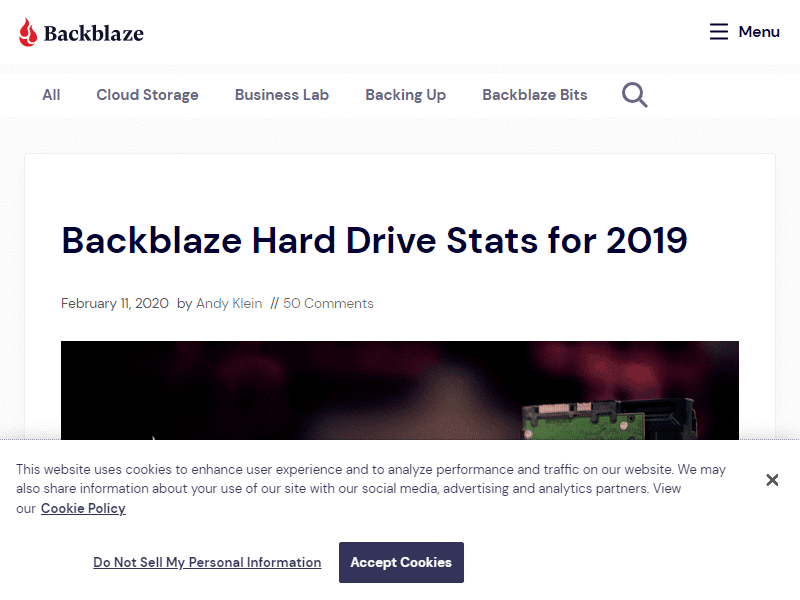 Backblaze
Menu
All Cloud Storage Business Lab Backing Up Backblaze Bits
Backblaze Hard Drive Stats for 2019
February 11, 2020 by Andy Klein // 50 Comments
This website uses cookies to enhance user experience and to analyze performance and traffic on our website. We may
also share information about your use of our site with our social media, advertising and analytics partners. View
our Cookie Policy
Do Not Sell My Personal Information
Accept Cookies